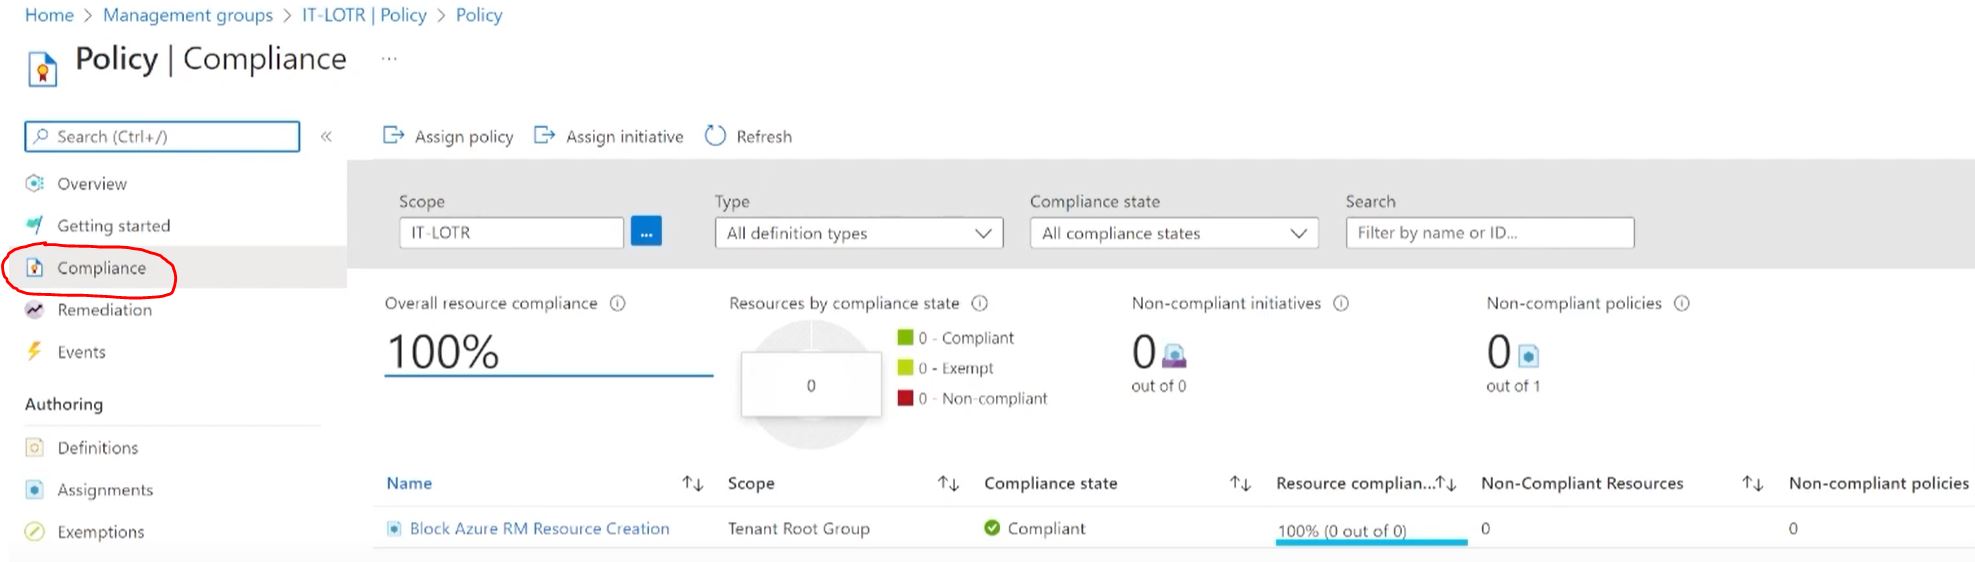 Home > Management groups > IT-LOTR | Policy > Policy
Policy | Compliance ...
Search (Ctrl+/) «
Assign policy Assign initiative Refresh
Overview
Getting started
Compliance
Remediation
Events
Authoring
Definitions
Assignments
Exemptions
Scope Type Compliance state Search
IT-LOTR ... All definition types All compliance states Filter by name or ID...
Overall resource compliance Resources by compliance state Non-compliant initiatives Non-compliant policies
100%
0
0 - Compliant
0 - Exempt
0 - Non-compliant
0
out of 0
0
out of 1
Name Scope Compliance state Resource complian... Non-Compliant Resources Non-compliant policies
Block Azure RM Resource Creation Tenant Root Group Compliant 100% (0 out of 0) 0 0